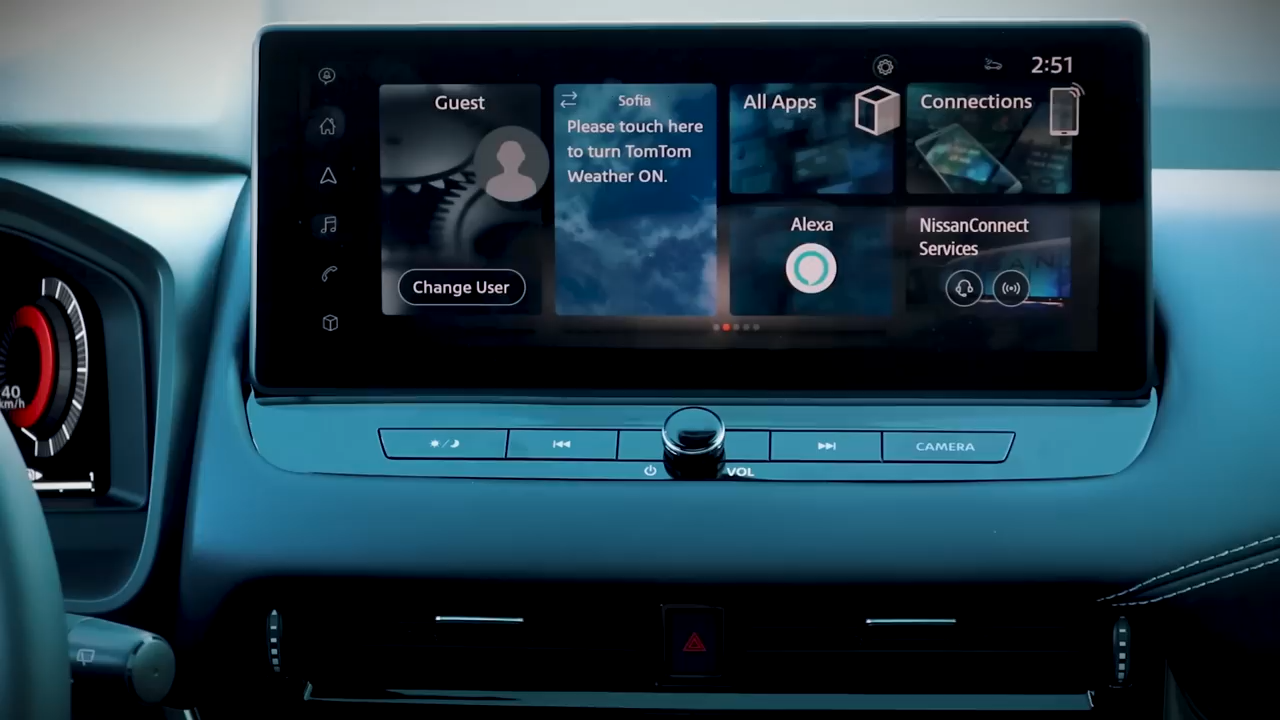 2:51
Guest
Change User
Sofia
Please touch here
to turn TomTom
Weather ON.
All Apps
Connections
Alexa
NissanConnect
Services
40
km/h
CAMERA
VOL